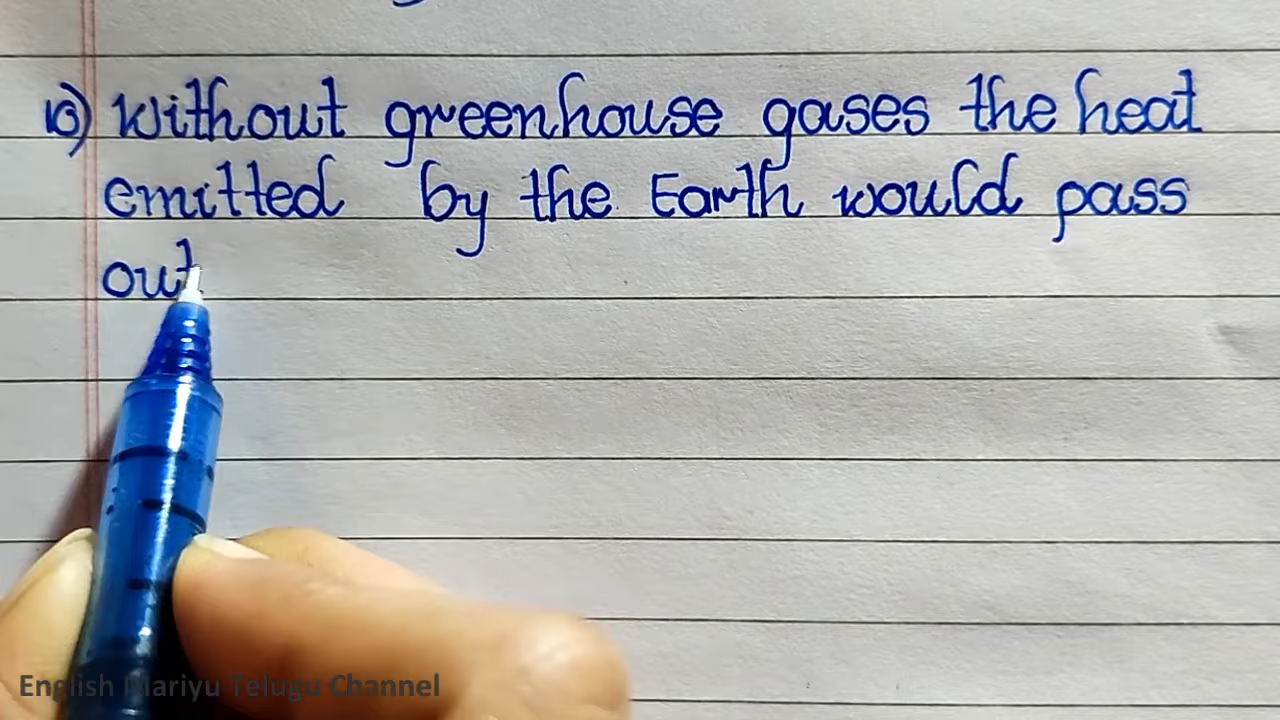 10) Without greenhouse gases the heat
emitted by the Earth would pass
out
English Mariyu Telugu Channel